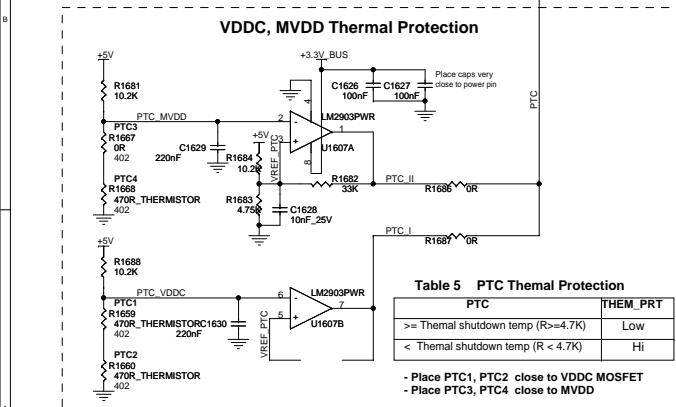 B
VDDC, MVDD Thermal Protection
+5V
R1681
10.2K
PTC_MVDD
PTC3
R1667
0R
402
PTC4
R1668
470R_THERMISTOR
402
C1629
220nF
+5V
R1684
10.2K
VREF_PTC
R1683
4.75K
C1628
10nF_25V
+3.3V_BUS
C1626
100nF
C1627
100nF
Place caps very
close to power pin
4
2
-
3
+
8
1
LM2903PWR
U1607A
R1682
33K
PTC_II
R1686
0R
PTC
PTC_I
R1687
0R
+5V
R1688
10.2K
PTC_VDDC
PTC1
R1659
470R_THERMISTOR
402
C1630
220nF
PTC2
R1660
470R_THERMISTOR
402
6
-
5
+
7
LM2903PWR
U1607B
VREF_PTC
Table 5 PTC Themal Protection
PTC THEM_PRT
>= Themal shutdown temp (R>=4.7K) Low
< Themal shutdown temp (R < 4.7K) Hi
- Place PTC1, PTC2 close to VDDC MOSFET
- Place PTC3, PTC4 close to MVDD